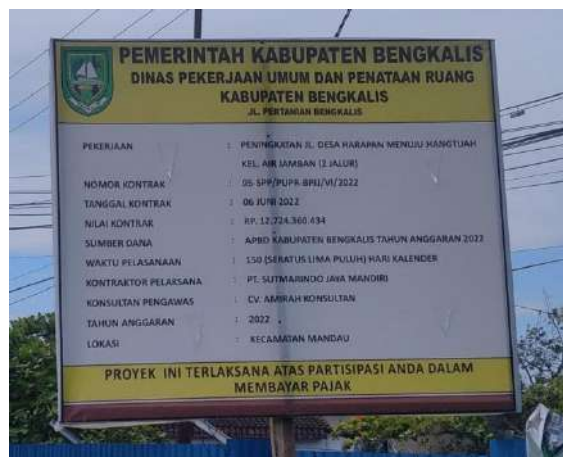 PEMERINTAH KABUPATEN BENGKALIS
DINAS PEKERJAAN UMUM DAN PENATAAN RUANG
KABUPATEN BENGKALIS
JL. PERTANIAN BENGKALIS
PEKERJAAN : PENINGKATAN JL. DESA HARAPAN MENUJU HANGTUAH
KEL. AIR JAMBAN (2 JALUR)
NOMOR KONTRAK : 05-SPP/PUPR-BPIJ/VI/2022
TANGGAL KONTRAK : 06 JUNI 2022
NILAI KONTRAK : RP. 12.724.360.434
SUMBER DANA : APBD KABUPATEN BENGKALIS TAHUN ANGGARAN 2022
WAKTU PELASANAAN : 150 (SERATUS LIMA PULUH) HARI KALENDER
KONTRAKTOR PELAKSANA : PT. SUTMARINDO JAYA MANDIRI
KONSULTAN PENGAWAS : CV. AMIRAH KONSULTAN
TAHUN ANGGARAN : 2022
LOKASI : KECAMATAN MANDAU
PROYEK INI TERLAKSANA ATAS PARTISIPASI ANDA DALAM
MEMBAYAR PAJAK